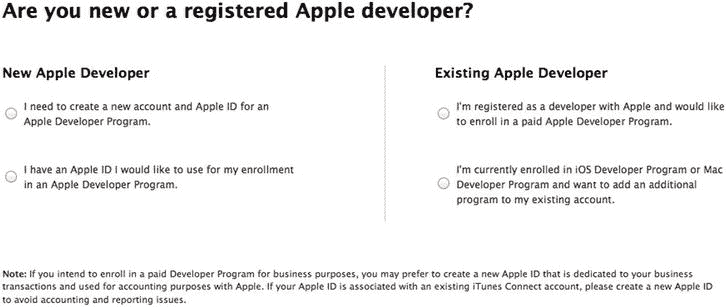 Are you new or a registered Apple developer?
New Apple Developer
I need to create a new account and Apple ID for an
Apple Developer Program.
I have an Apple ID I would like to use for my enrollment
in an Apple Developer Program.
Existing Apple Developer
I'm registered as a developer with Apple and would like
to enroll in a paid Apple Developer Program.
I'm currently enrolled in iOS Developer Program or Mac
Developer Program and want to add an additional
program to my existing account.
Note: If you intend to enroll in a paid Developer Program for business purposes, you may prefer to create a new Apple ID that is dedicated to your business
transactions and used for accounting purposes with Apple. If your Apple ID is associated with an existing iTunes Connect account, please create a new Apple ID
to avoid accounting and reporting issues.